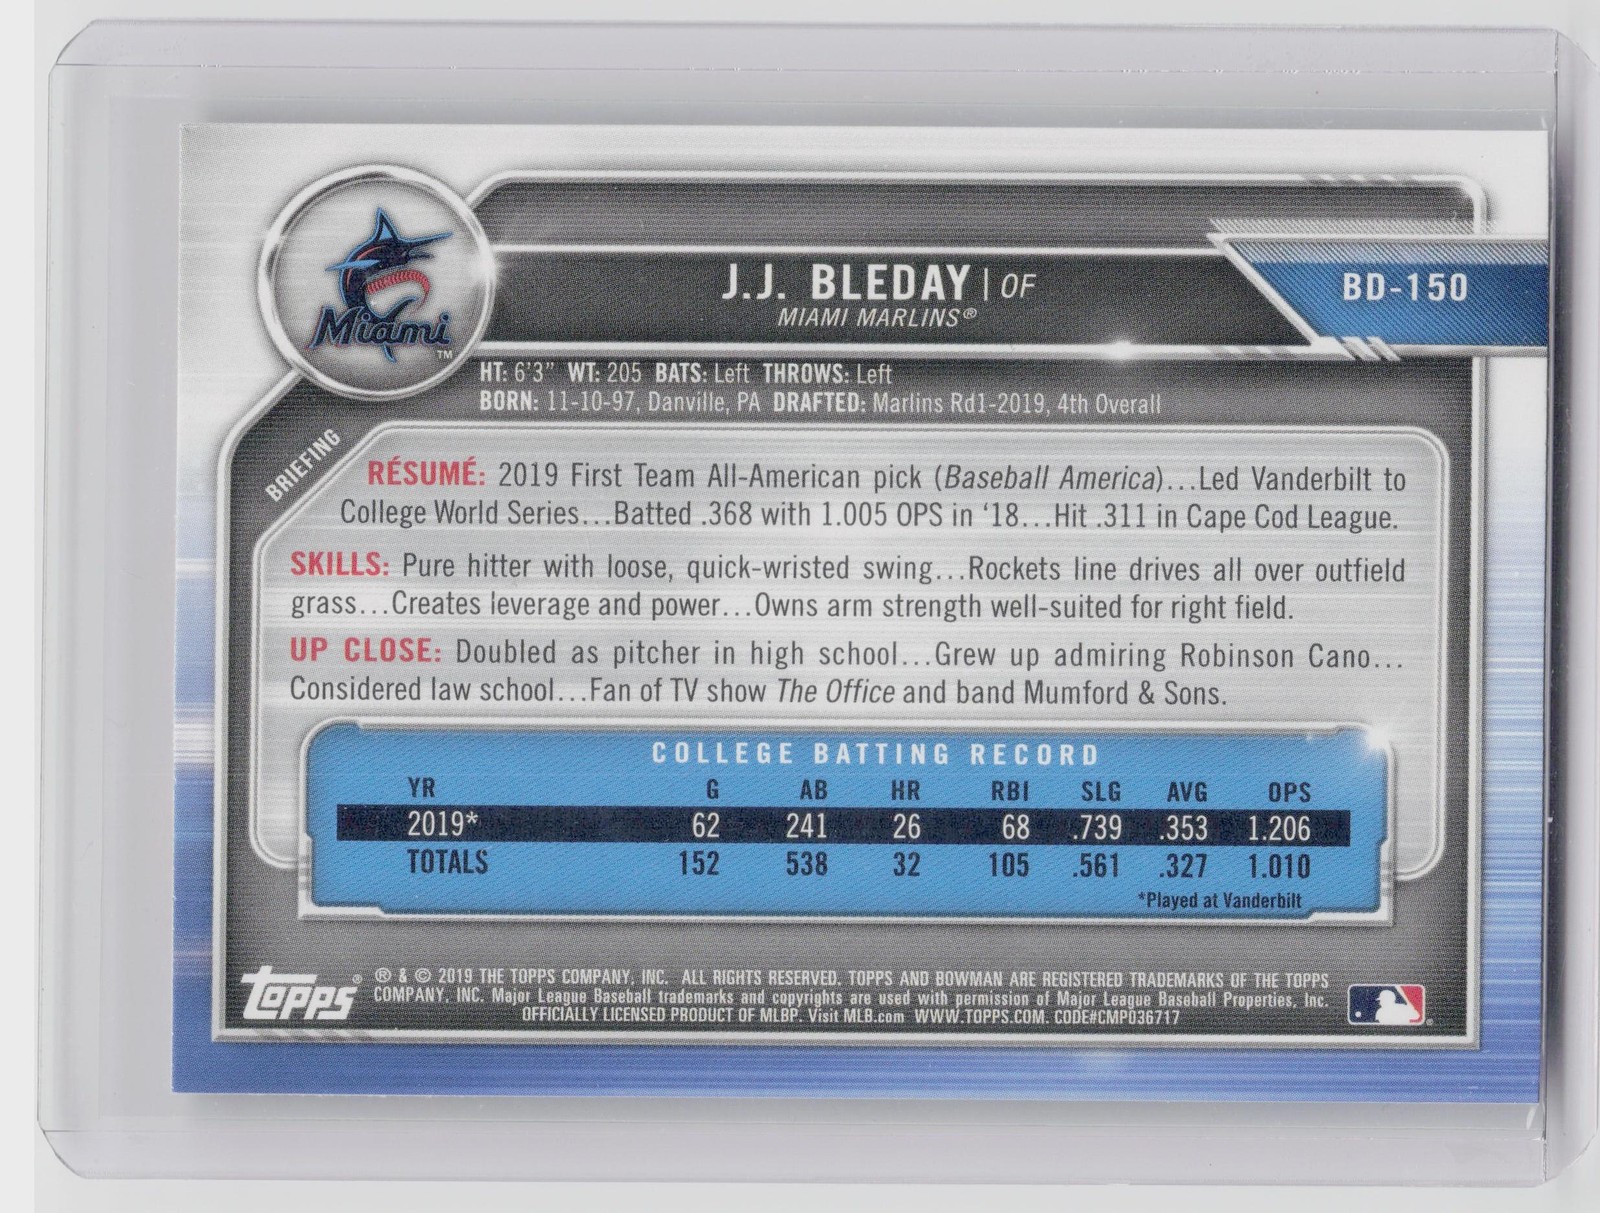 Miami™
J.J. BLEDAY | OF
MIAMI MARLINS®
BD-150
HT: 6'3" WT: 205 BATS: Left THROWS: Left
BORN: 11-10-97, Danville, PA DRAFTED: Marlins Rd1-2019, 4th Overall
BRIEFING
RÉSUMÉ: 2019 First Team All-American pick (Baseball America)...Led Vanderbilt to
College World Series...Batted .368 with 1.005 OPS in '18...Hit .311 in Cape Cod League.
SKILLS: Pure hitter with loose, quick-wristed swing...Rockets line drives all over outfield
grass...Creates leverage and power...Owns arm strength well-suited for right field.
UP CLOSE: Doubled as pitcher in high school...Grew up admiring Robinson Cano...
Considered law school...Fan of TV show The Office and band Mumford & Sons.
COLLEGE BATTING RECORD
YR G AB HR RBI SLG AVG OPS
2019* 62 241 26 68 .739 .353 1.206
TOTALS 152 538 32 105 .561 .327 1.010
*Played at Vanderbilt
Topps®
® & © 2019 THE TOPPS COMPANY, INC. ALL RIGHTS RESERVED. TOPPS AND BOWMAN ARE REGISTERED TRADEMARKS OF THE TOPPS
COMPANY, INC. Major League Baseball trademarks and copyrights are used with permission of Major League Baseball Properties, Inc.
OFFICIALLY LICENSED PRODUCT OF MLBP. Visit MLB.com WWW.TOPPS.COM. CODE#CMP036717